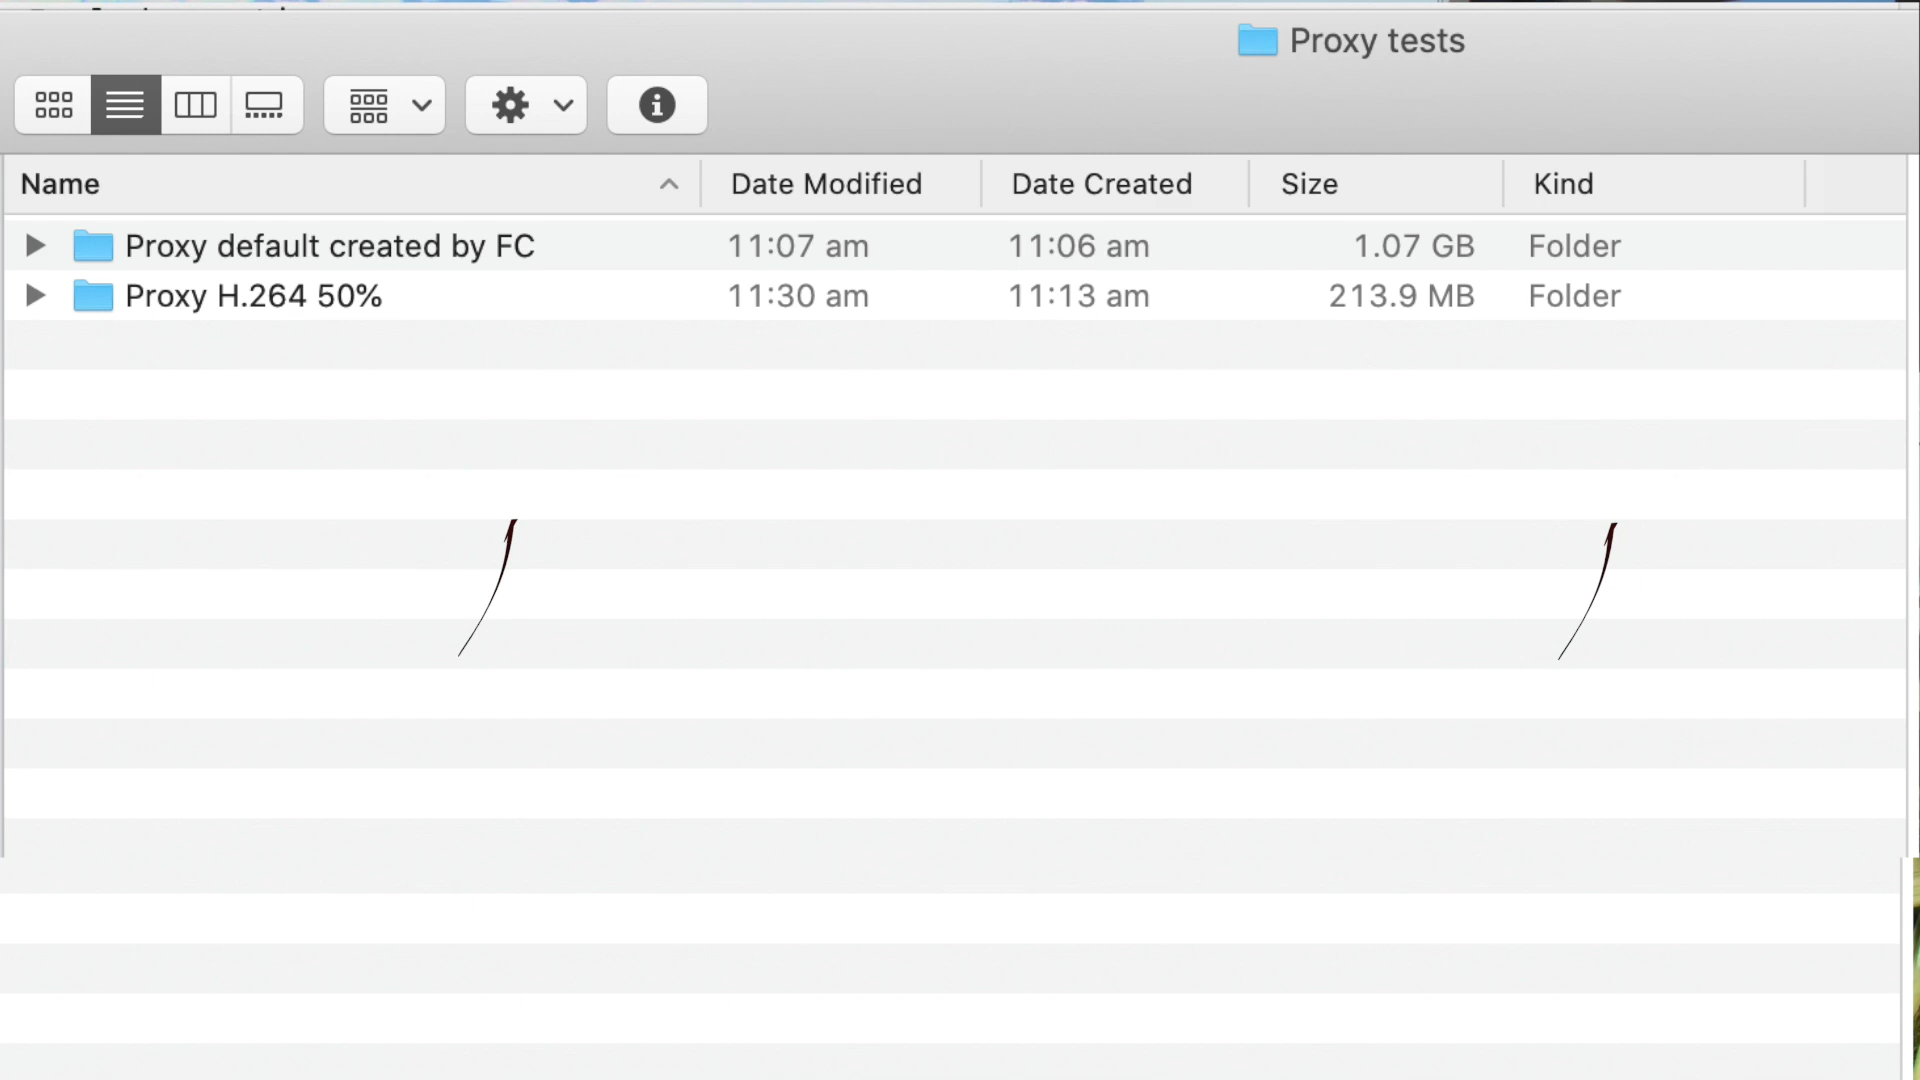 Proxy tests
Name Date Modified Date Created Size Kind
Proxy default created by FC 11:07 am 11:06 am 1.07 GB Folder
Proxy H.264 50% 11:30 am 11:13 am 213.9 MB Folder